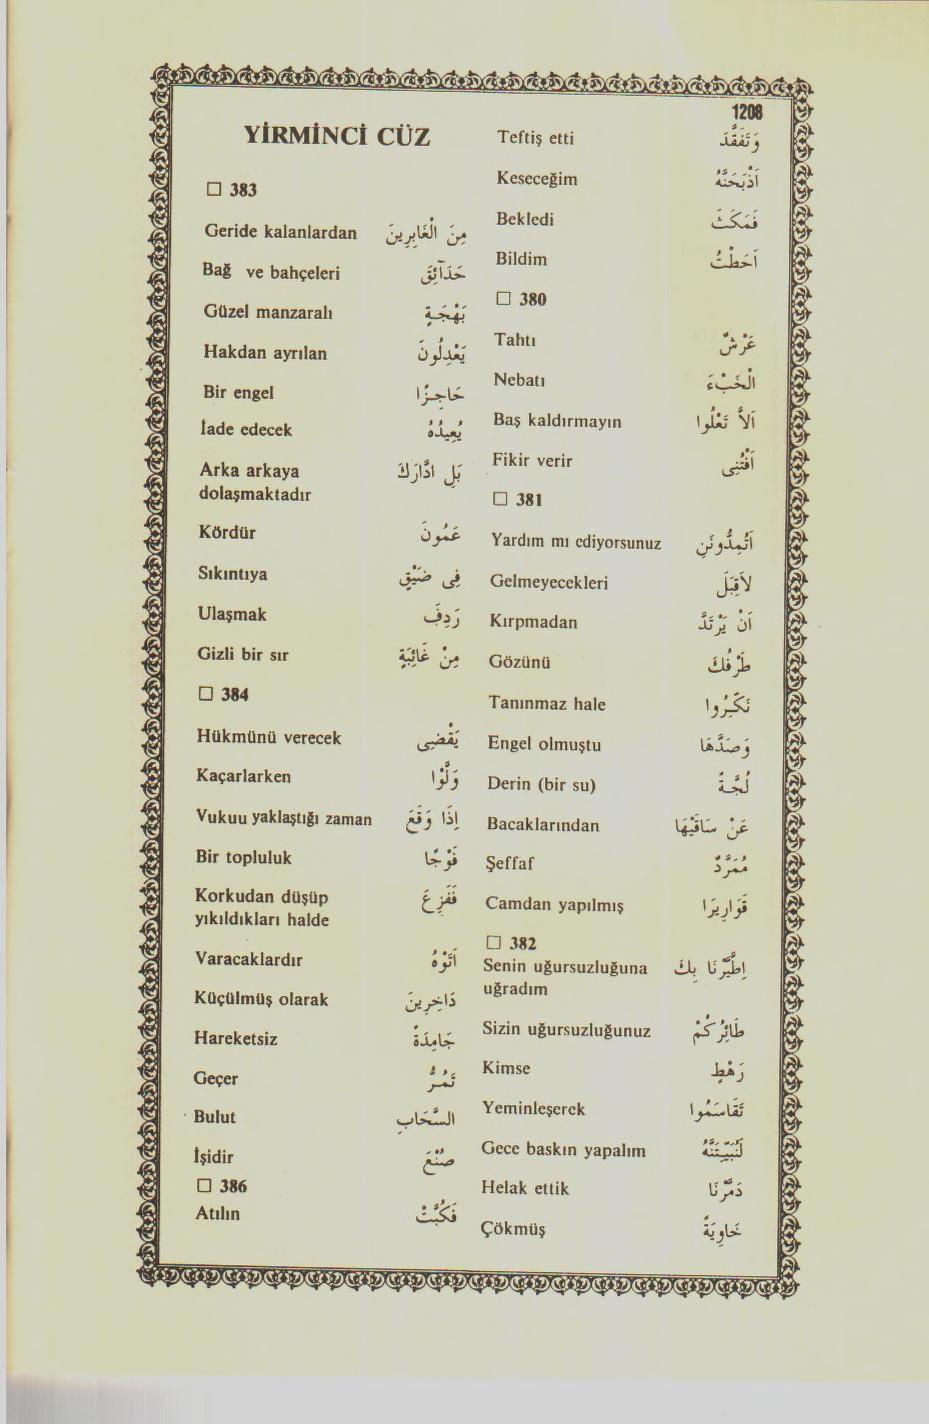 1208
Teftiş etti وَتَفَقَّدَ
Keseceğim اَذْبَحَنَّهُ
Bekledi فَمَكَثَ
Bildim اَحَطْتُ
□ 380
Tahtı عَرْشٌ
Nebatı الْخَبْءَ
Baş kaldırmayın اَلاَّ تَعْلُوا
Fikir verir اَفْتُنِى
□ 381
Yardım mı ediyorsunuz اَتُمِدُّونَنِ
Gelmeyecekleri لاَقِبَلَ
Kırpmadan اَنْ يَرْتَدَّ
Gözünü طَرْفُكَ
Tanınmaz hale نَكِّرُوا
Engel olmuştu وَصَدَّهَا
Derin (bir su) لُجَّةً
Bacaklarından عَنْ سَاقَيْهَا
Şeffaf مُمَرَّدٌ
Camdan yapılmış قَوَارِيرَا
□ 382
Senin uğursuzluğuna اِطَّيَّرْنَا بِكَ
uğradım
Sizin uğursuzluğunuz طَائِرُكُمْ
Kimse رَهْطٍ
Yeminleşerek تَقَاسَمُوا
Gece baskın yapalım لَنُبَيِّتَنَّهُ
Helak ettik دَمَّرْنَا
Çökmüş خَاوِيَةً
YİRMİNCİ CÜZ
□ 383
Geride kalanlardan مِنَ الْغَابِرِينَ
Bağ ve bahçeleri حَدَآئِقَ
Güzel manzaralı بَهْجَةٍ
Hakdan ayrılan يَعْدِلُونَ
Bir engel حَاجِزًا
İade edecek يُعِيدُهُ
Arka arkaya بَلِ ادَّارَكَ
dolaşmaktadır
Kördür عَمُونَ
Sıkıntıya فِى ضَيْقٍ
Ulaşmak رَدِفَ
Gizli bir sır مِنْ غَائِبَةٍ
□ 384
Hükmünü verecek يَقْضِى
Kaçarlarken وَلَّوْا
Vukuu yaklaştığı zaman اِذَا وَقَعَ
Bir topluluk فَوْجًا
Korkudan düşüp فَفَزِعَ
yıkıldıkları halde
Varacaklardır اَتَوْهُ
Küçülmüş olarak دَاخِرِينَ
Hareketsiz جَامِدَةً
Geçer تَمُرُّ
Bulut السَّحَابِ
İşidir صُنْعَ
□ 386
Atılın فَكُبَّتْ